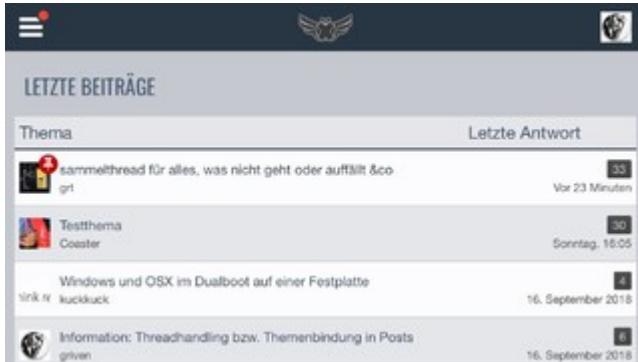 LETZTE BEITRÄGE
Thema
Letzte Antwort
sammelthread für alles, was nicht geht oder auffällt &co
33
grt
Vor 23 Minuten
Testthema
30
Coaster
Sonntag, 16:05
Windows und OSX im Dualboot auf einer Festplatte
4
kuckkuck
16. September 2018
Information: Threadhandling bzw. Themenbindung in Posts
6
griven
16. September 2018